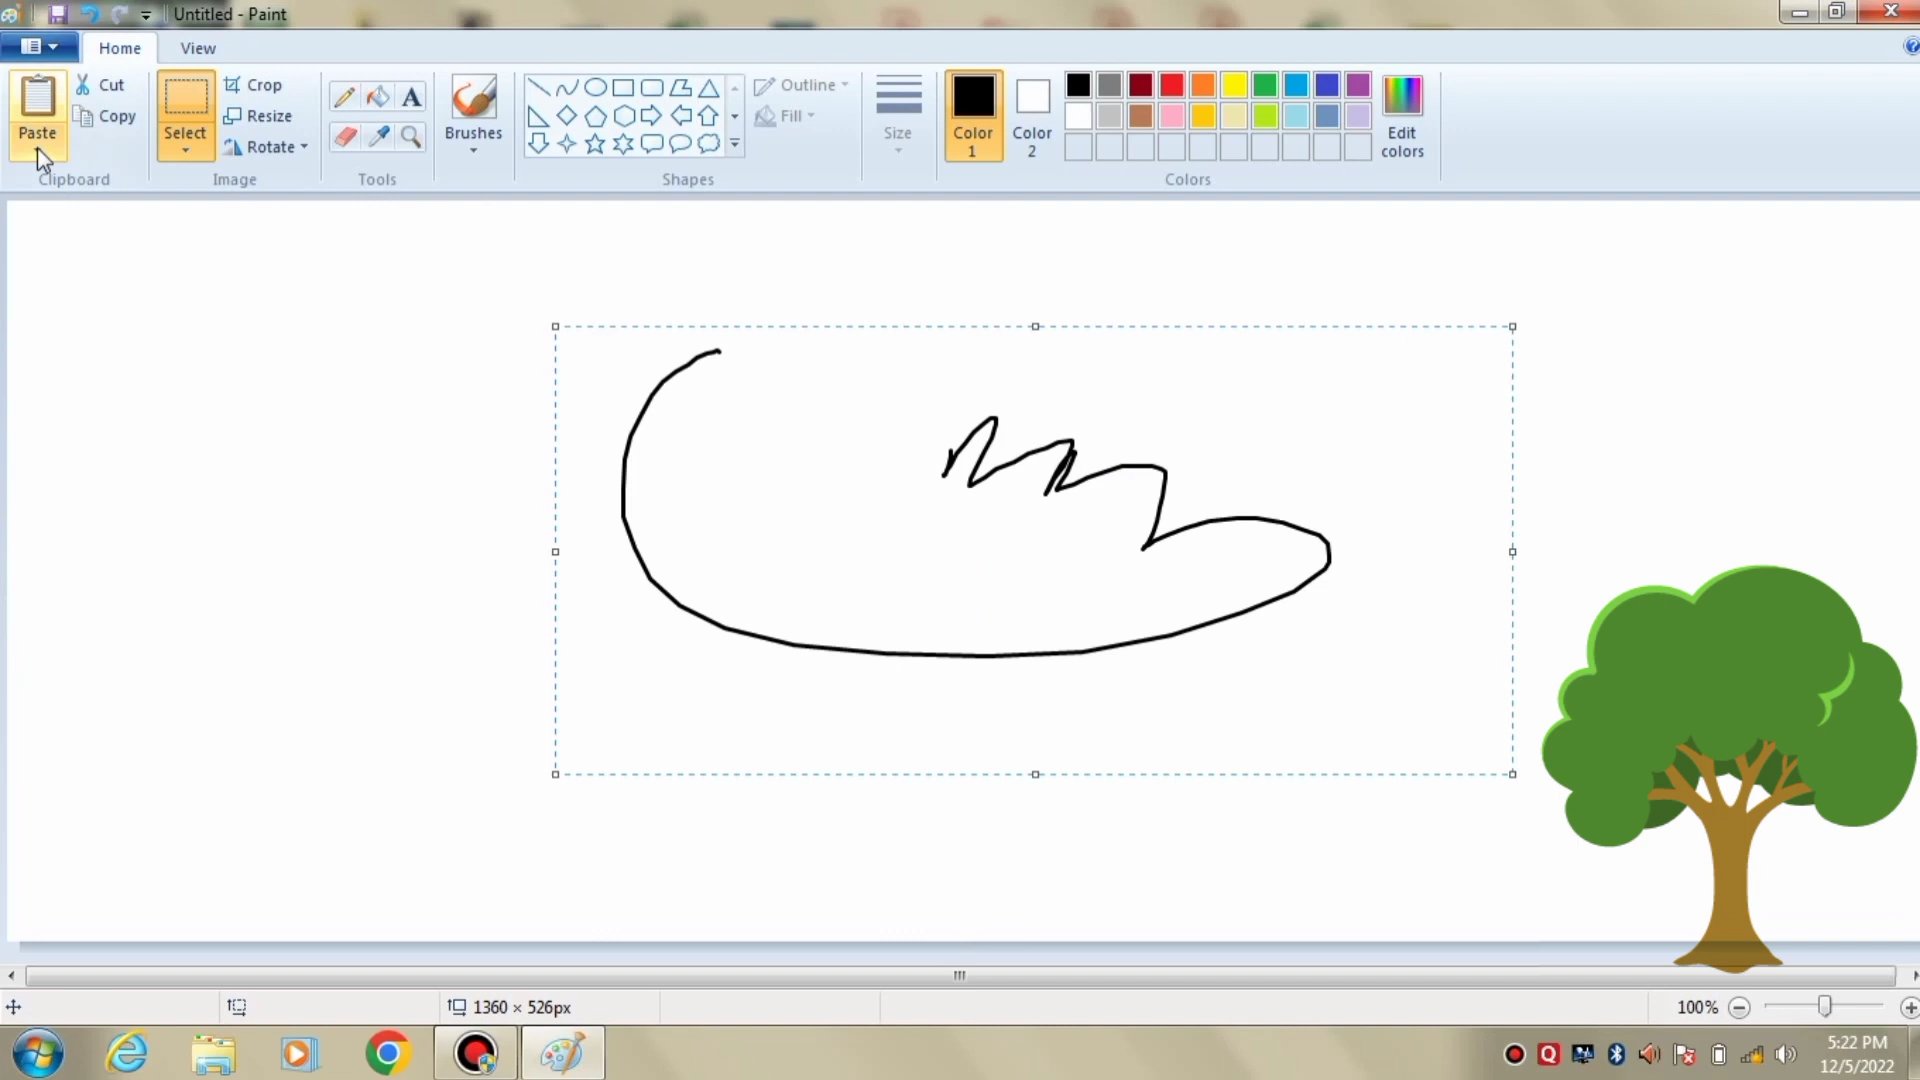 Untitled - Paint
Home View
Paste
Cut
Copy
Clipboard
Select
Crop
Resize
Rotate
Image
A
Tools
Brushes
Shapes
Outline
Fill
Size
Color 1
Color 2
Edit colors
Colors
1360 × 526px
100%
Q
5:22 PM
12/5/2022